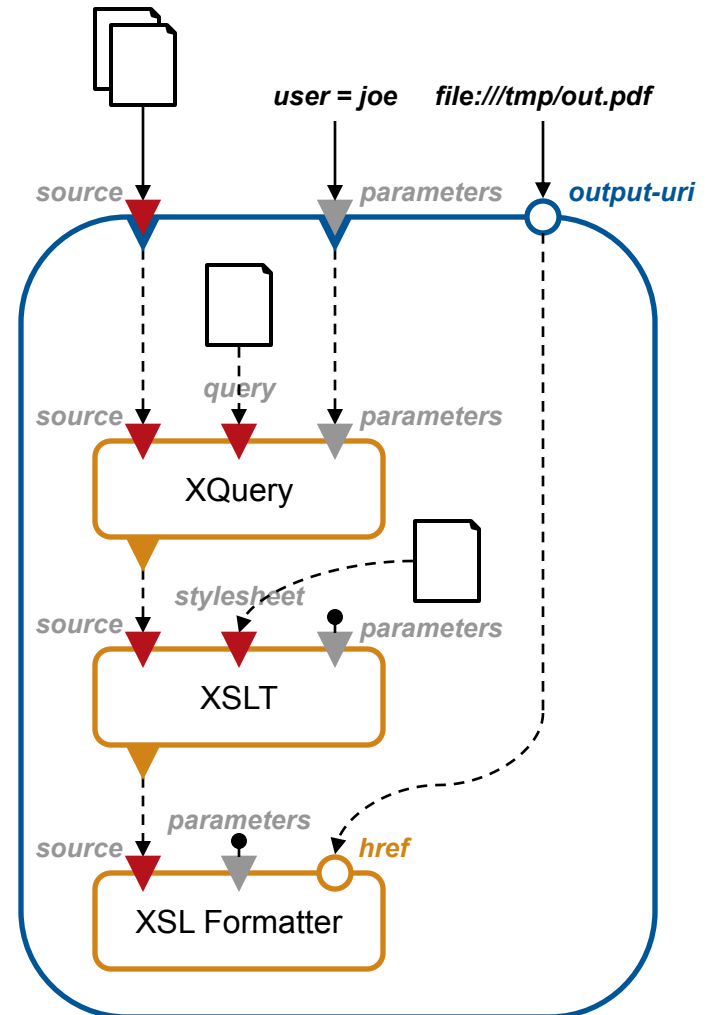 user = joe
file:///tmp/out.pdf
source
parameters
output-uri
query
source
parameters
XQuery
stylesheet
source
parameters
XSLT
parameters
source
href
XSL Formatter